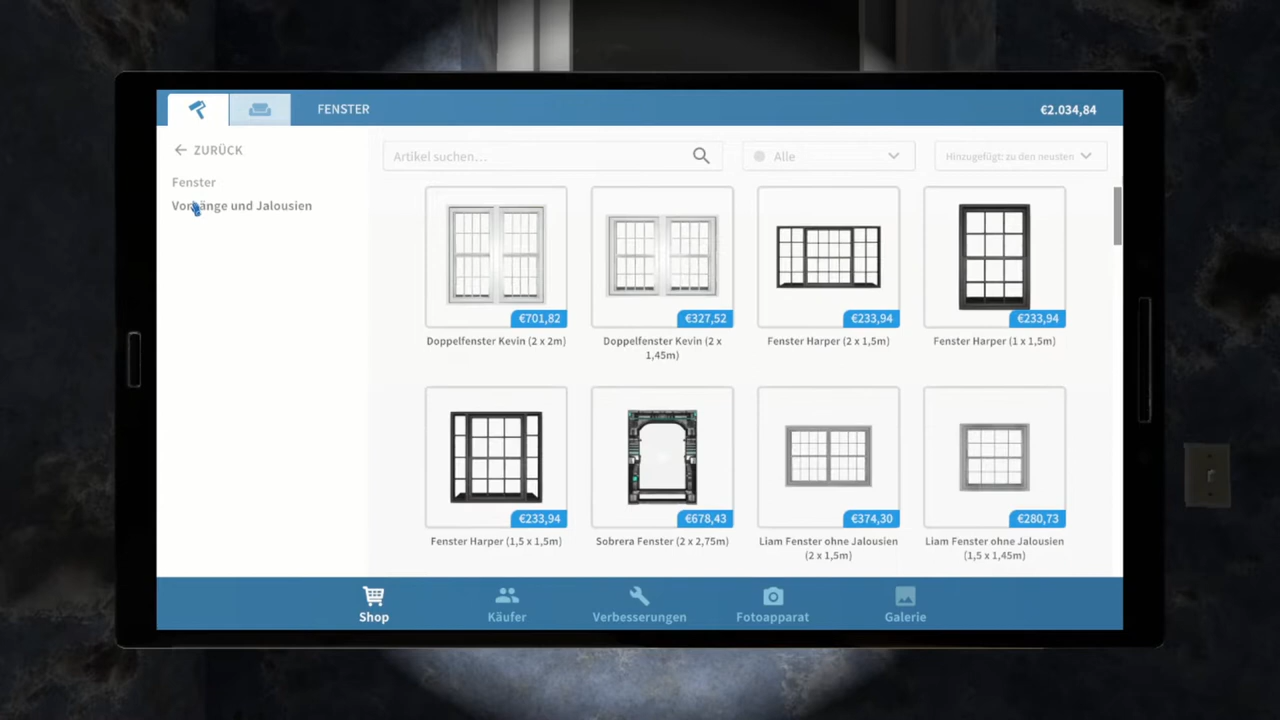 FENSTER
€2.034,84
ZURÜCK
Fenster
Vorhänge und Jalousien
Artikel suchen...
Alle
Hinzugefügt: zu den neusten
€701,82
€327,52
€233,94
€233,94
Doppelfenster Kevin (2 x 2m)
Doppelfenster Kevin (2 x
1,45m)
Fenster Harper (2 x 1,5m)
Fenster Harper (1 x 1,5m)
€233,94
€678,43
€374,30
€280,73
Fenster Harper (1,5 x 1,5m)
Sobrera Fenster (2 x 2,75m)
Liam Fenster ohne Jalousien
(2 x 1,5m)
Liam Fenster ohne Jalousien
(1,5 x 1,45m)
Shop
Käufer
Verbesserungen
Fotoapparat
Galerie